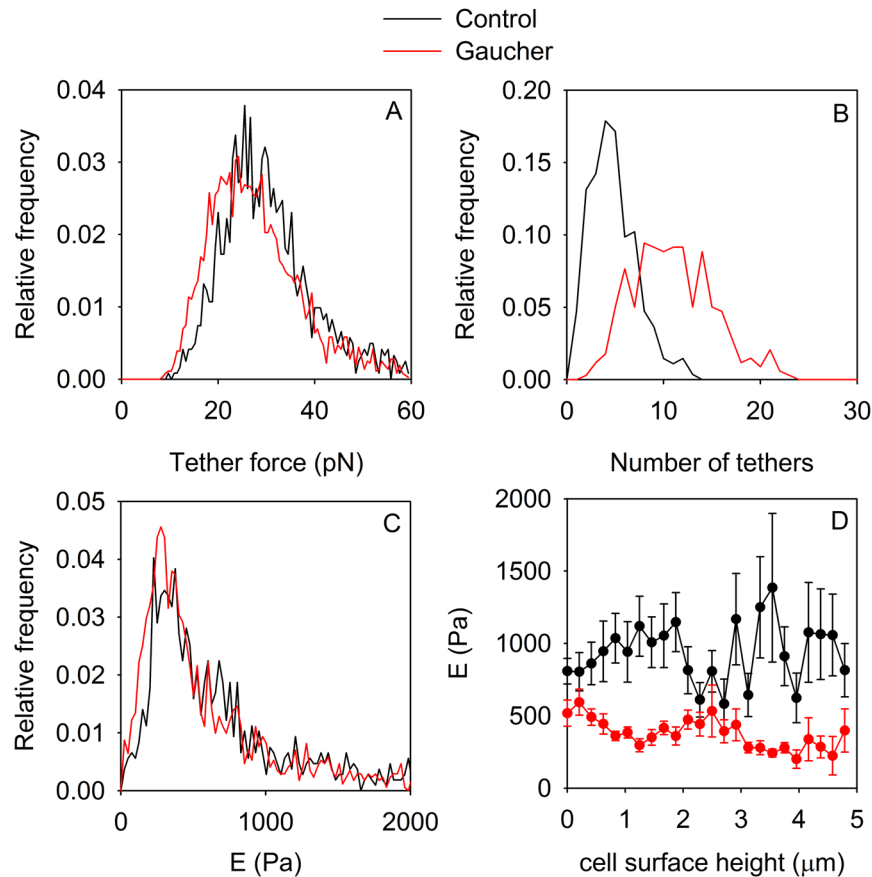 Control
Gaucher
A
0.04
0.03
0.02
0.01
0.00
Relative frequency
0 20 40 60
Tether force (pN)
B
0.20
0.15
0.10
0.05
0.00
Relative frequency
0 10 20 30
Number of tethers
C
0.05
0.04
0.03
0.02
0.01
0.00
Relative frequency
0 1000 2000
E (Pa)
D
2000
1500
1000
500
0
E (Pa)
0 1 2 3 4 5
cell surface height (μm)